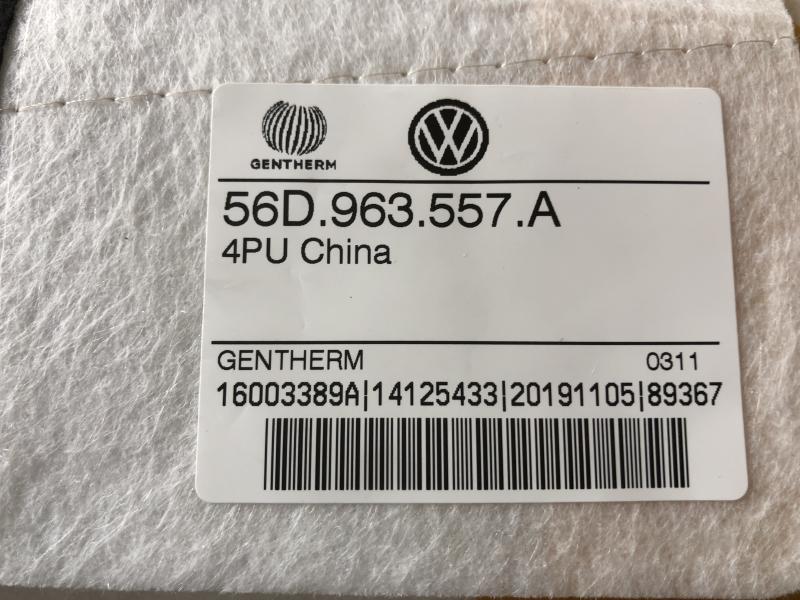 GENTHERM
56D.963.557.A
4PU China
GENTHERM 0311
16003389A|14125433|20191105|89367